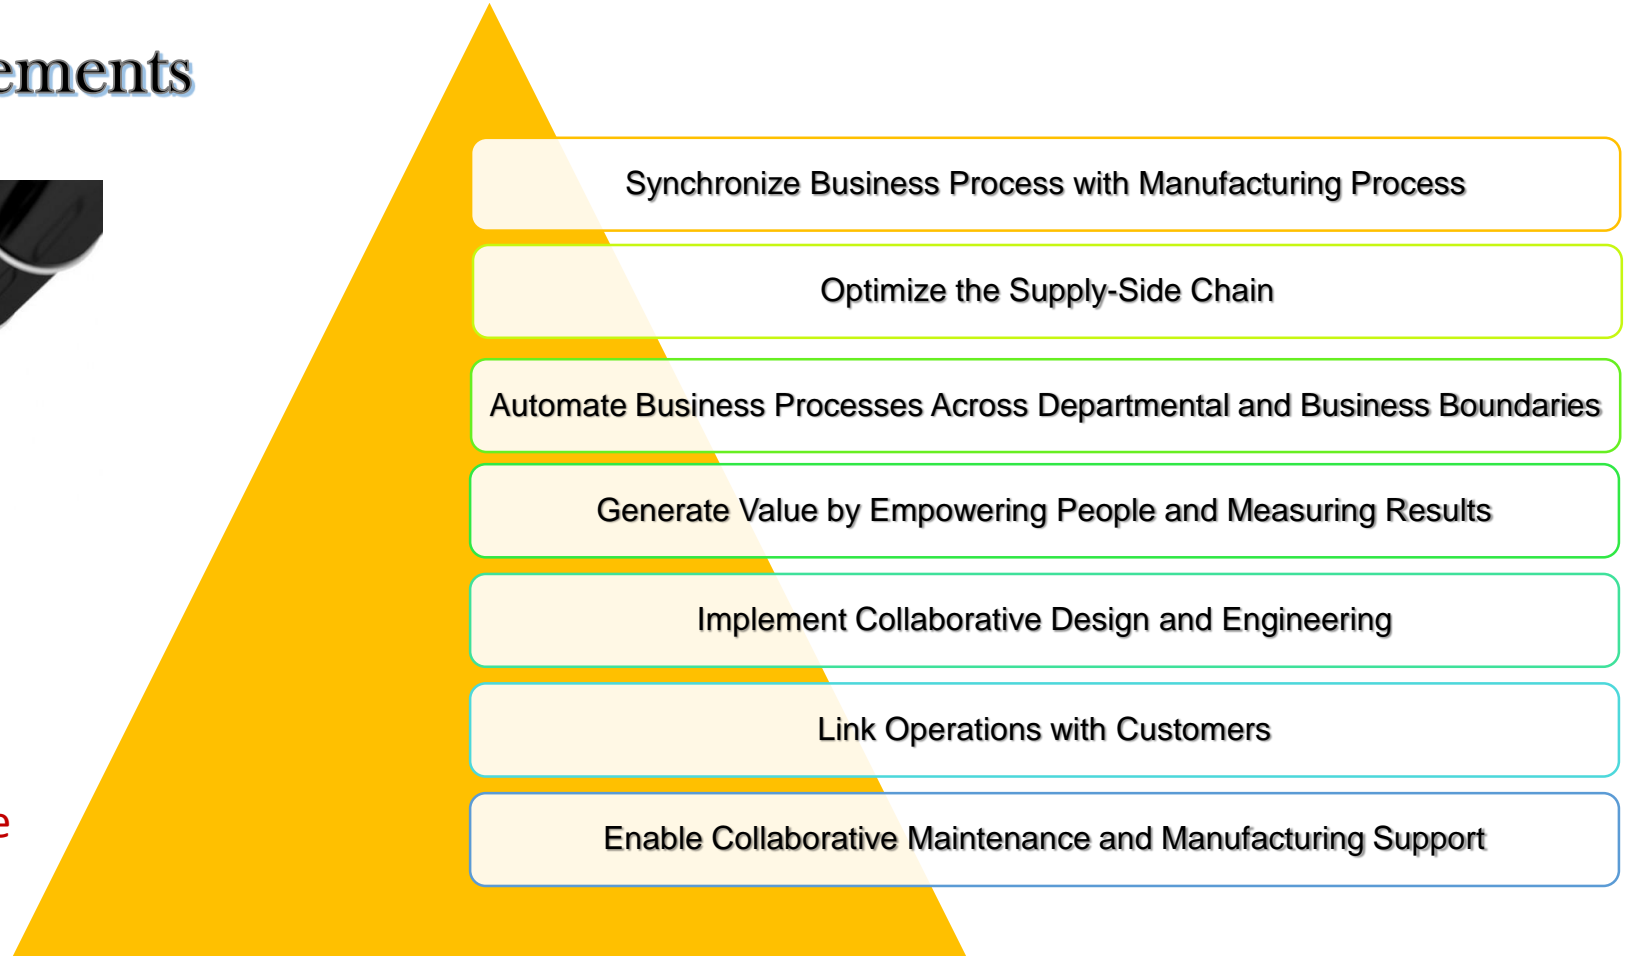 ements
Synchronize Business Process with Manufacturing Process
Optimize the Supply-Side Chain
Automate Business Processes Across Departmental and Business Boundaries
Generate Value by Empowering People and Measuring Results
Implement Collaborative Design and Engineering
Link Operations with Customers
e
Enable Collaborative Maintenance and Manufacturing Support